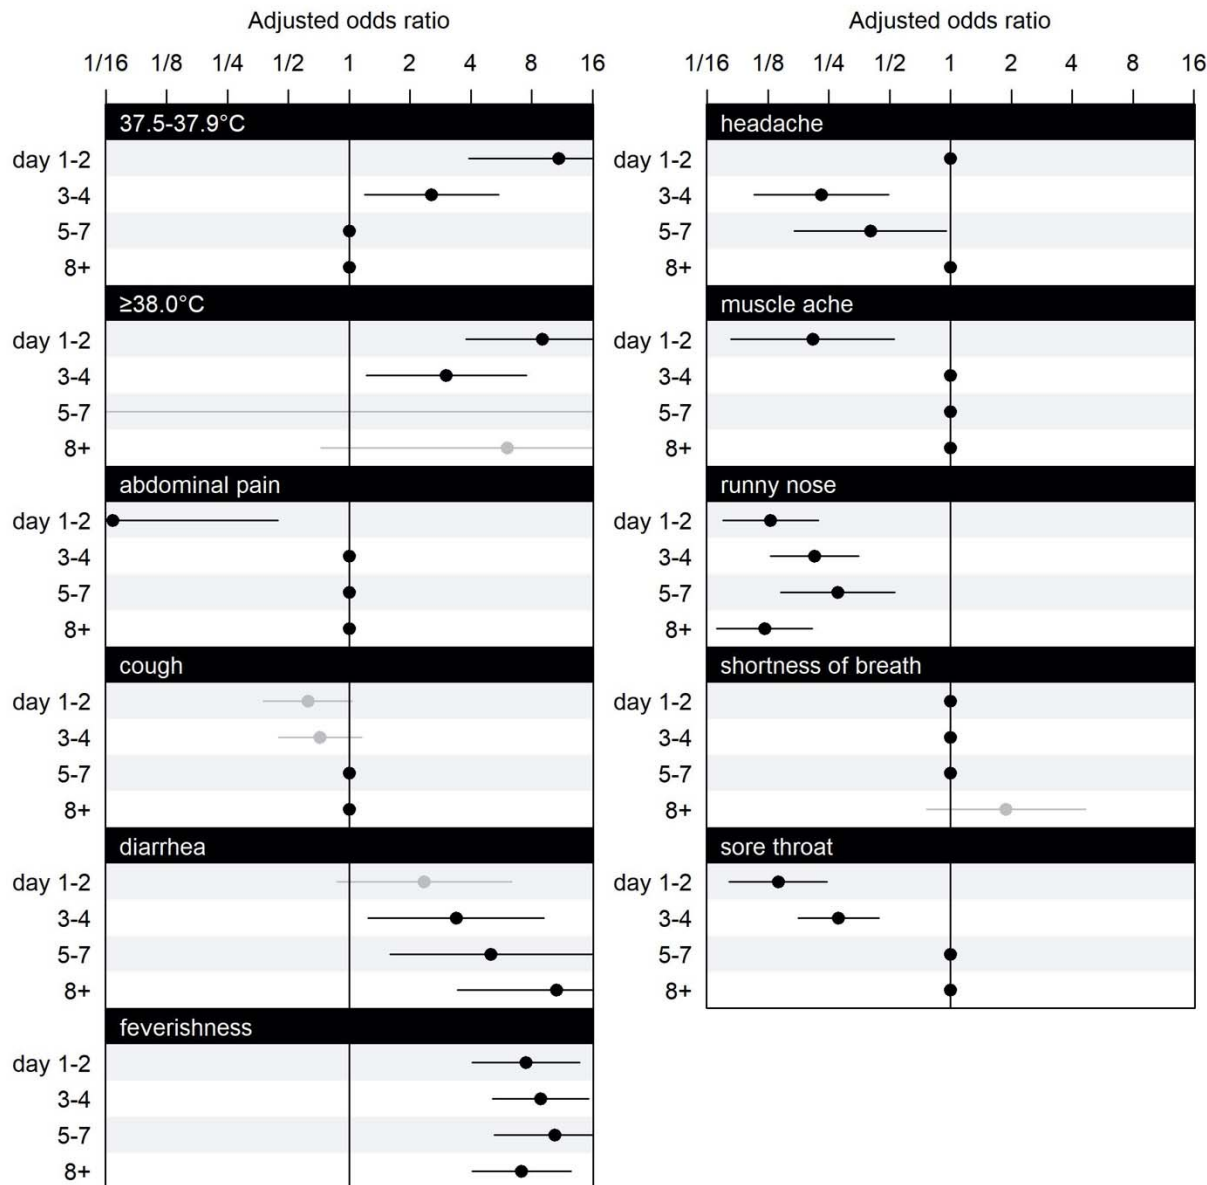 Adjusted odds ratio
1/16 1/8 1/4 1/2 1 2 4 8 16
37.5-37.9°C
day 1-2
3-4
5-7
8+
≥38.0°C
day 1-2
3-4
5-7
8+
abdominal pain
day 1-2
3-4
5-7
8+
cough
day 1-2
3-4
5-7
8+
diarrhea
day 1-2
3-4
5-7
8+
feverishness
day 1-2
3-4
5-7
8+
Adjusted odds ratio
1/16 1/8 1/4 1/2 1 2 4 8 16
headache
day 1-2
3-4
5-7
8+
muscle ache
day 1-2
3-4
5-7
8+
runny nose
day 1-2
3-4
5-7
8+
shortness of breath
day 1-2
3-4
5-7
8+
sore throat
day 1-2
3-4
5-7
8+